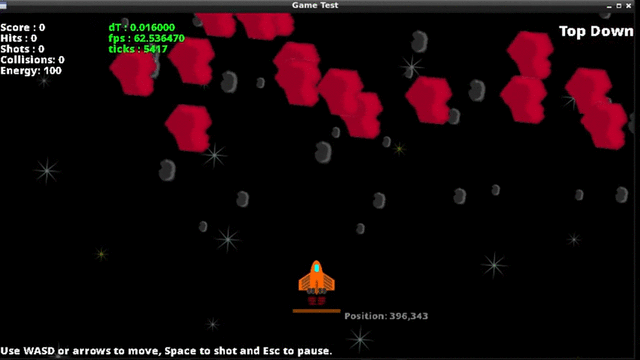 Game Test
Score : 0
Hits : 0
Shots : 0
Collisions: 0
Energy: 100
dT : 0.016000
fps : 62.536470
ticks : 5417
Top Down
Position: 396,343
Use WASD or arrows to move, Space to shot and Esc to pause.